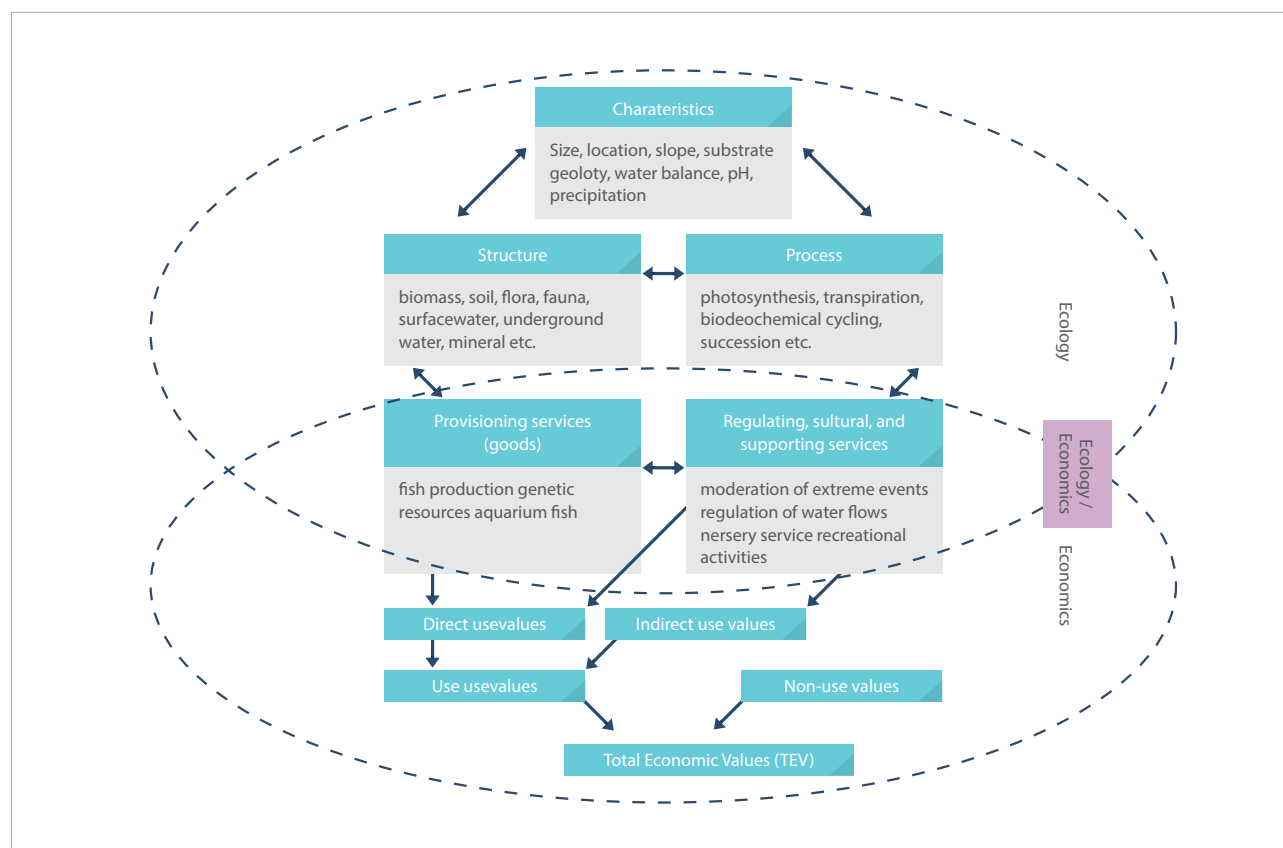 Charateristics
Size, location, slope, substrate
geoloty, water balance, pH,
precipitation
Structure
biomass, soil, flora, fauna,
surfacewater, underground
water, mineral etc.
Process
photosynthesis, transpiration,
biodeochemical cycling,
succession etc.
Ecology
Provisioning services
(goods)
fish production genetic
resources aquarium fish
Regulating, sultural, and
supporting services
moderation of extreme events
regulation of water flows
nersery service recreational
activities
Ecology /
Economics
Economics
Direct usevalues
Indirect use values
Use usevalues
Non-use values
Total Economic Values (TEV)